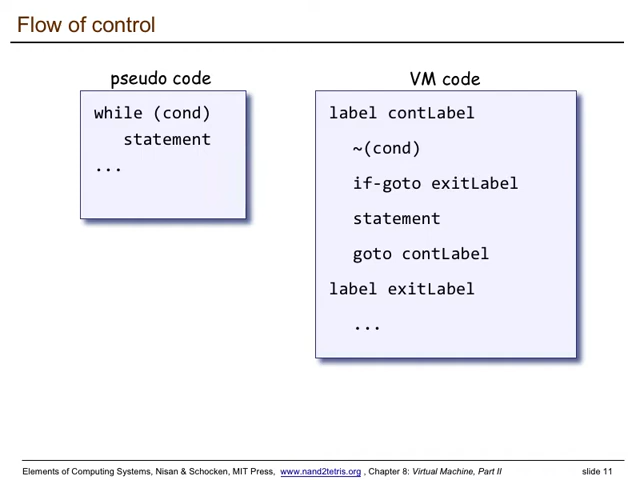 Flow of control
pseudo code
while (cond)
statement
...
VM code
label contLabel
~(cond)
if-goto exitLabel
statement
goto contLabel
label exitLabel
...
Elements of Computing Systems, Nisan & Schocken, MIT Press, www.nand2tetris.org , Chapter 8: Virtual Machine, Part II slide 11